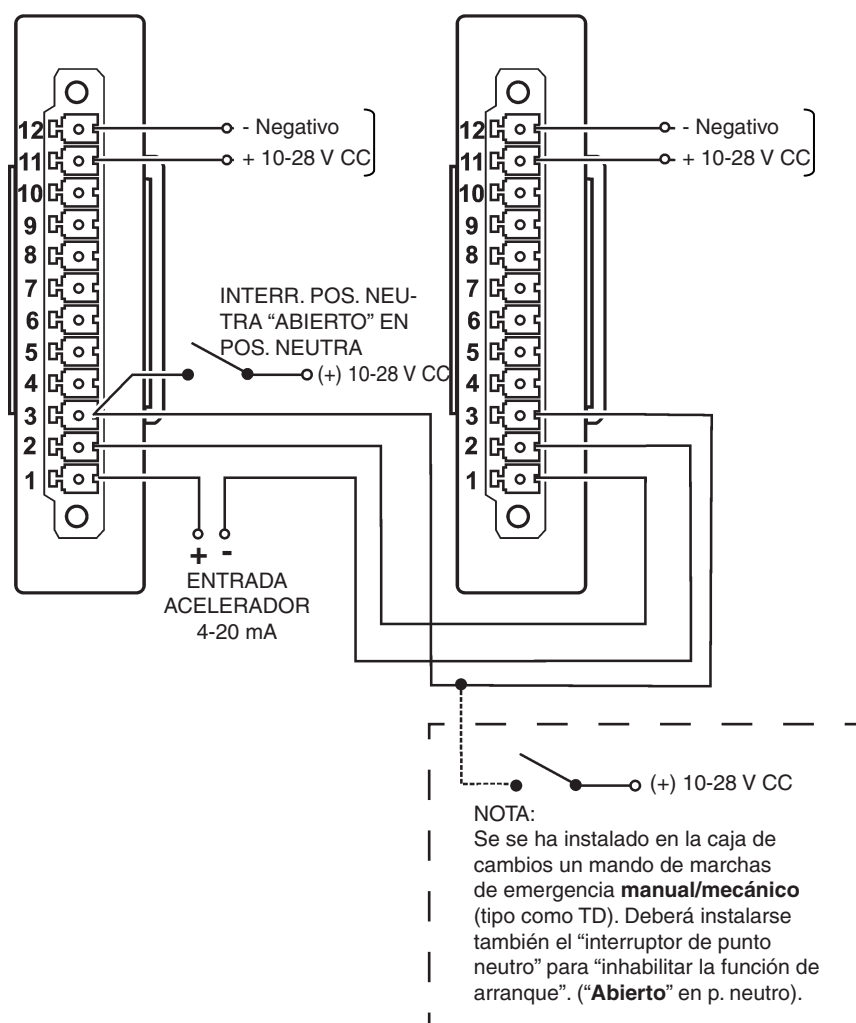 12
- Negativo
11
+ 10-28 V CC
10
9
8
7
6
5
4
3
2
1
INTERR. POS. NEU-
TRA “ABIERTO” EN
POS. NEUTRA
(+) 10-28 V CC
+ -
ENTRADA
ACELERADOR
4-20 mA
12
- Negativo
11
+ 10-28 V CC
10
9
8
7
6
5
4
3
2
1
(+) 10-28 V CC
NOTA:
Se se ha instalado en la caja de
cambios un mando de marchas
de emergencia manual/mecánico
(tipo como TD). Deberá instalarse
también el “interruptor de punto
neutro” para “inhabilitar la función de
arranque”. (“Abierto” en p. neutro).